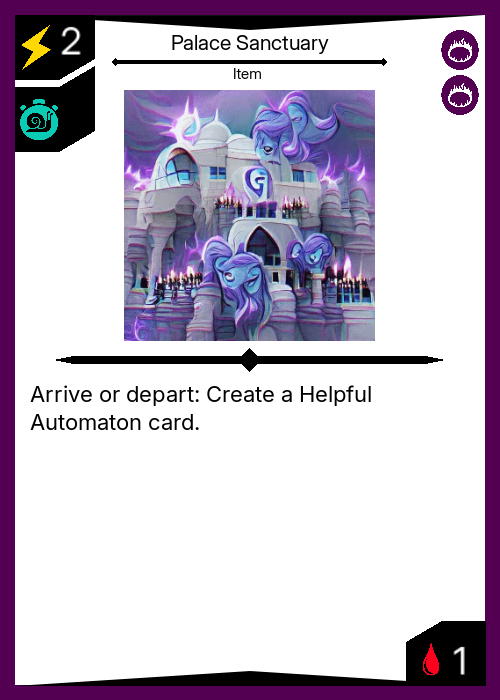 2
Palace Sanctuary
Item
G
Arrive or depart: Create a Helpful
Automaton card.
1